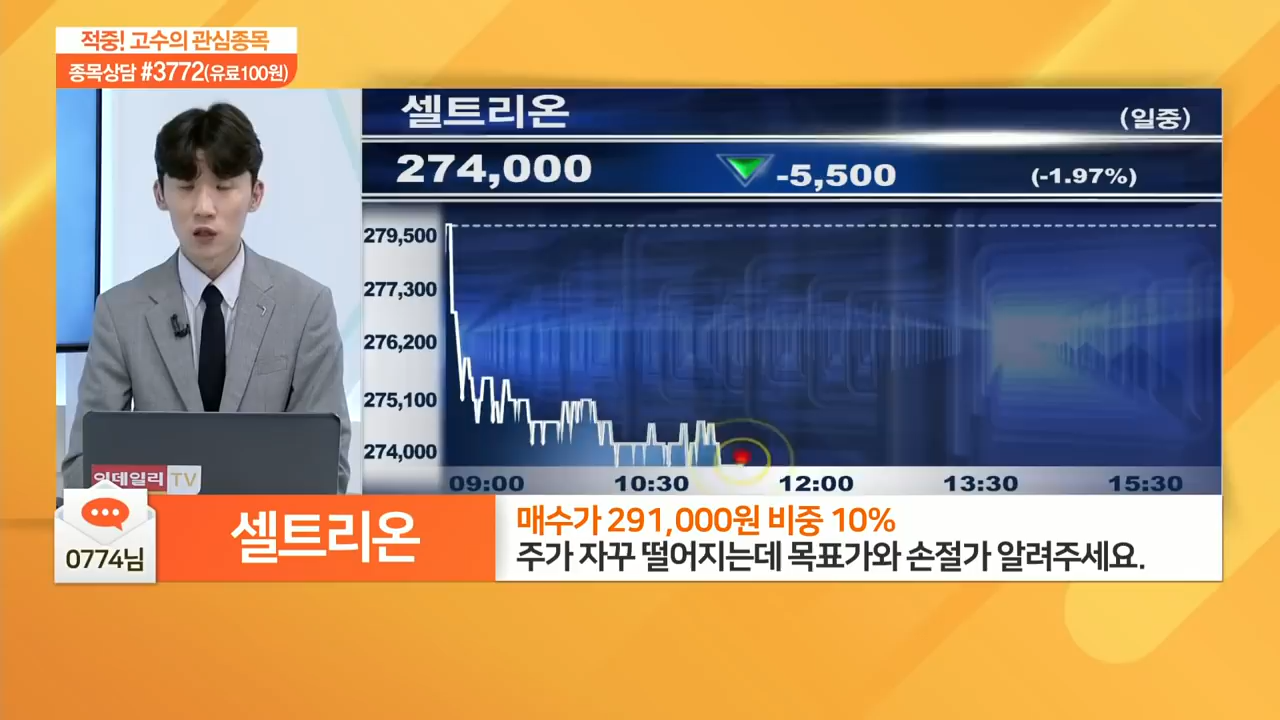 적중! 고수의 관심종목
종목상담 #3772(유료100원)
셀트리온
(일중)
274,000 -5,500 (-1.97%)
279,500
277,300
276,200
275,100
274,000
09:00 10:30 12:00 13:30 15:30
이데일리 TV
0774님
셀트리온
매수가 291,000원 비중 10%
주가 자꾸 떨어지는데 목표가와 손절가 알려주세요.